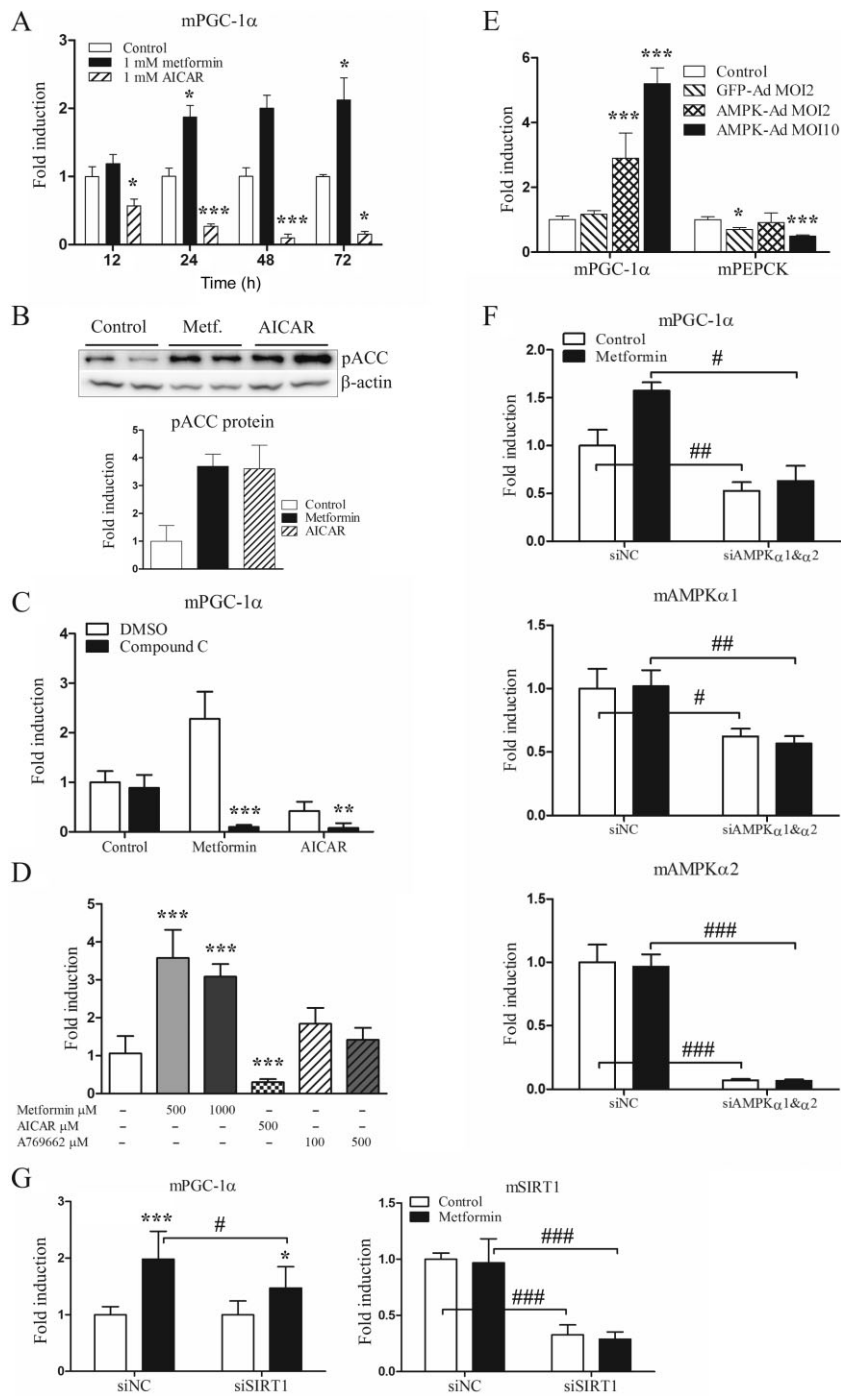 A
mPGC-1α
Control
1 mM metformin
1 mM AICAR
Fold induction
3
2
1
0
*
*
***
***
*
*
12
24
48
72
Time (h)
B
Control
Metf.
AICAR
pACC
β-actin
pACC protein
Fold induction
5
4
3
2
1
0
Control
Metformin
AICAR
C
mPGC-1α
DMSO
Compound C
Fold induction
4
3
2
1
0
***
**
Control
Metformin
AICAR
D
Fold induction
5
4
3
2
1
0
***
***
***
Metformin μM – 500 1000 – – –
AICAR μM – – – 500 – –
A769662 μM – – – – 100 500
E
Control
GFP-Ad MOI2
AMPK-Ad MOI2
AMPK-Ad MOI10
Fold induction
6
4
2
0
***
***
*
***
mPGC-1α
mPEPCK
F
mPGC-1α
Control
Metformin
Fold induction
2.0
1.5
1.0
0.5
0.0
#
##
siNC
siAMPKα1&α2
mAMPKα1
Fold induction
1.5
1.0
0.5
0.0
##
#
siNC
siAMPKα1&α2
mAMPKα2
Fold induction
1.5
1.0
0.5
0.0
###
###
siNC
siAMPKα1&α2
G
mPGC-1α
Fold induction
3
2
1
0
***
#
*
siNC
siSIRT1
mSIRT1
Control
Metformin
Fold induction
1.5
1.0
0.5
0.0
###
###
siNC
siSIRT1